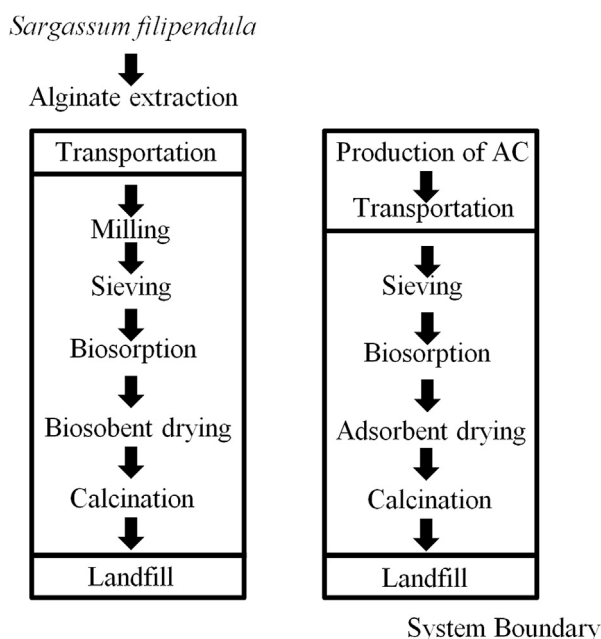 Sargassum filipendula
Alginate extraction
Transportation
Milling
Sieving
Biosorption
Biosobent drying
Calcination
Landfill
Production of AC
Transportation
Sieving
Biosorption
Adsorbent drying
Calcination
Landfill
System Boundary